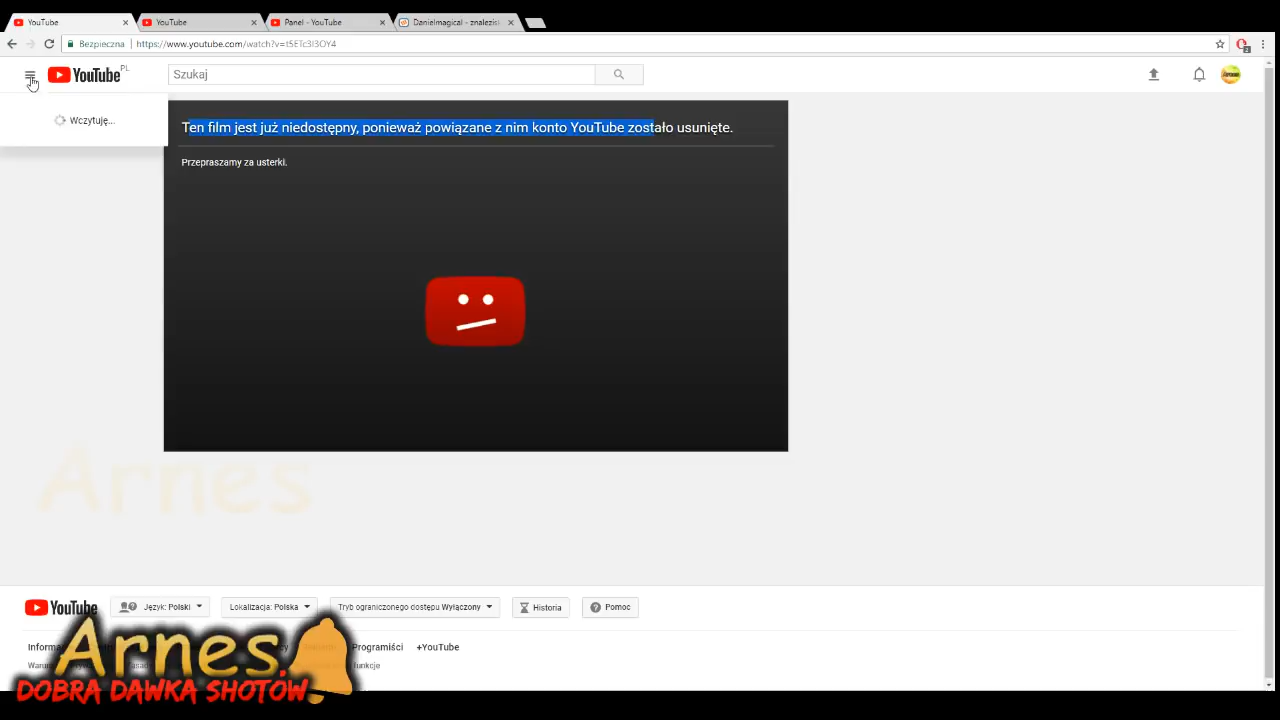 YouTube
YouTube
Panel - YouTube
Danielmagical - znalezisk
Bezpieczna
https://www.youtube.com/watch?v=t5ETc3I3OY4
YouTube PL
Szukaj
Wczytuję...
Ten film jest już niedostępny, ponieważ powiązane z nim konto YouTube zostało usunięte.
Przepraszamy za usterki.
Arnes
YouTube
Język: Polski
Lokalizacja: Polska
Tryb ograniczonego dostępu Wyłączony
Historia
Pomoc
Programiści
+YouTube
funkcje
Arnes
DOBRA DAWKA SHOTÓW